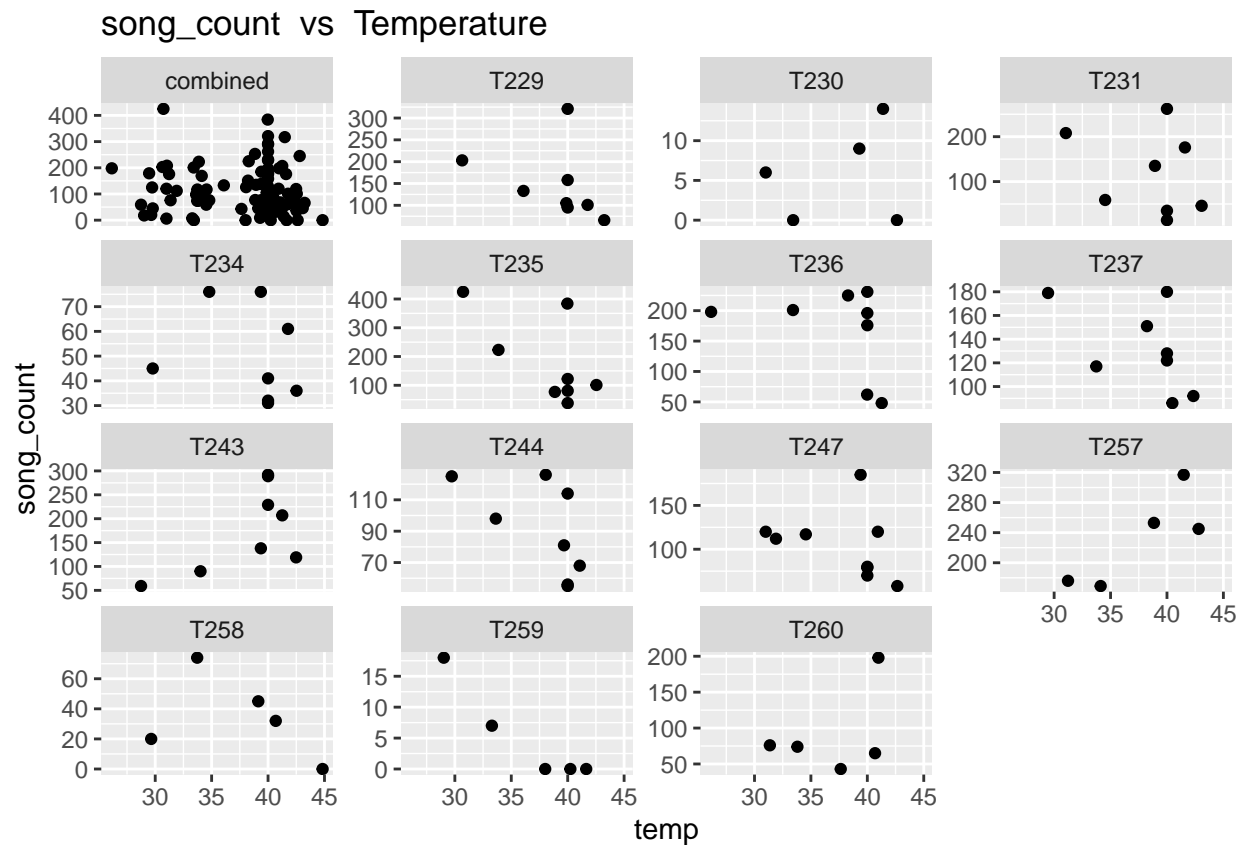 song_count vs Temperature
combined
T229
T230
T231
400
300
200
100
0
300
250
200
150
100
10
5
0
200
100
T234
T235
T236
T237
70
60
50
40
30
400
300
200
100
200
150
100
50
180
160
140
120
100
T243
T244
T247
T257
300
250
200
150
100
50
110
90
70
150
100
320
280
240
200
30 35 40 45
T258
T259
T260
60
40
20
0
15
10
5
0
200
150
100
50
30 35 40 45
30 35 40 45
30 35 40 45
song_count
temp